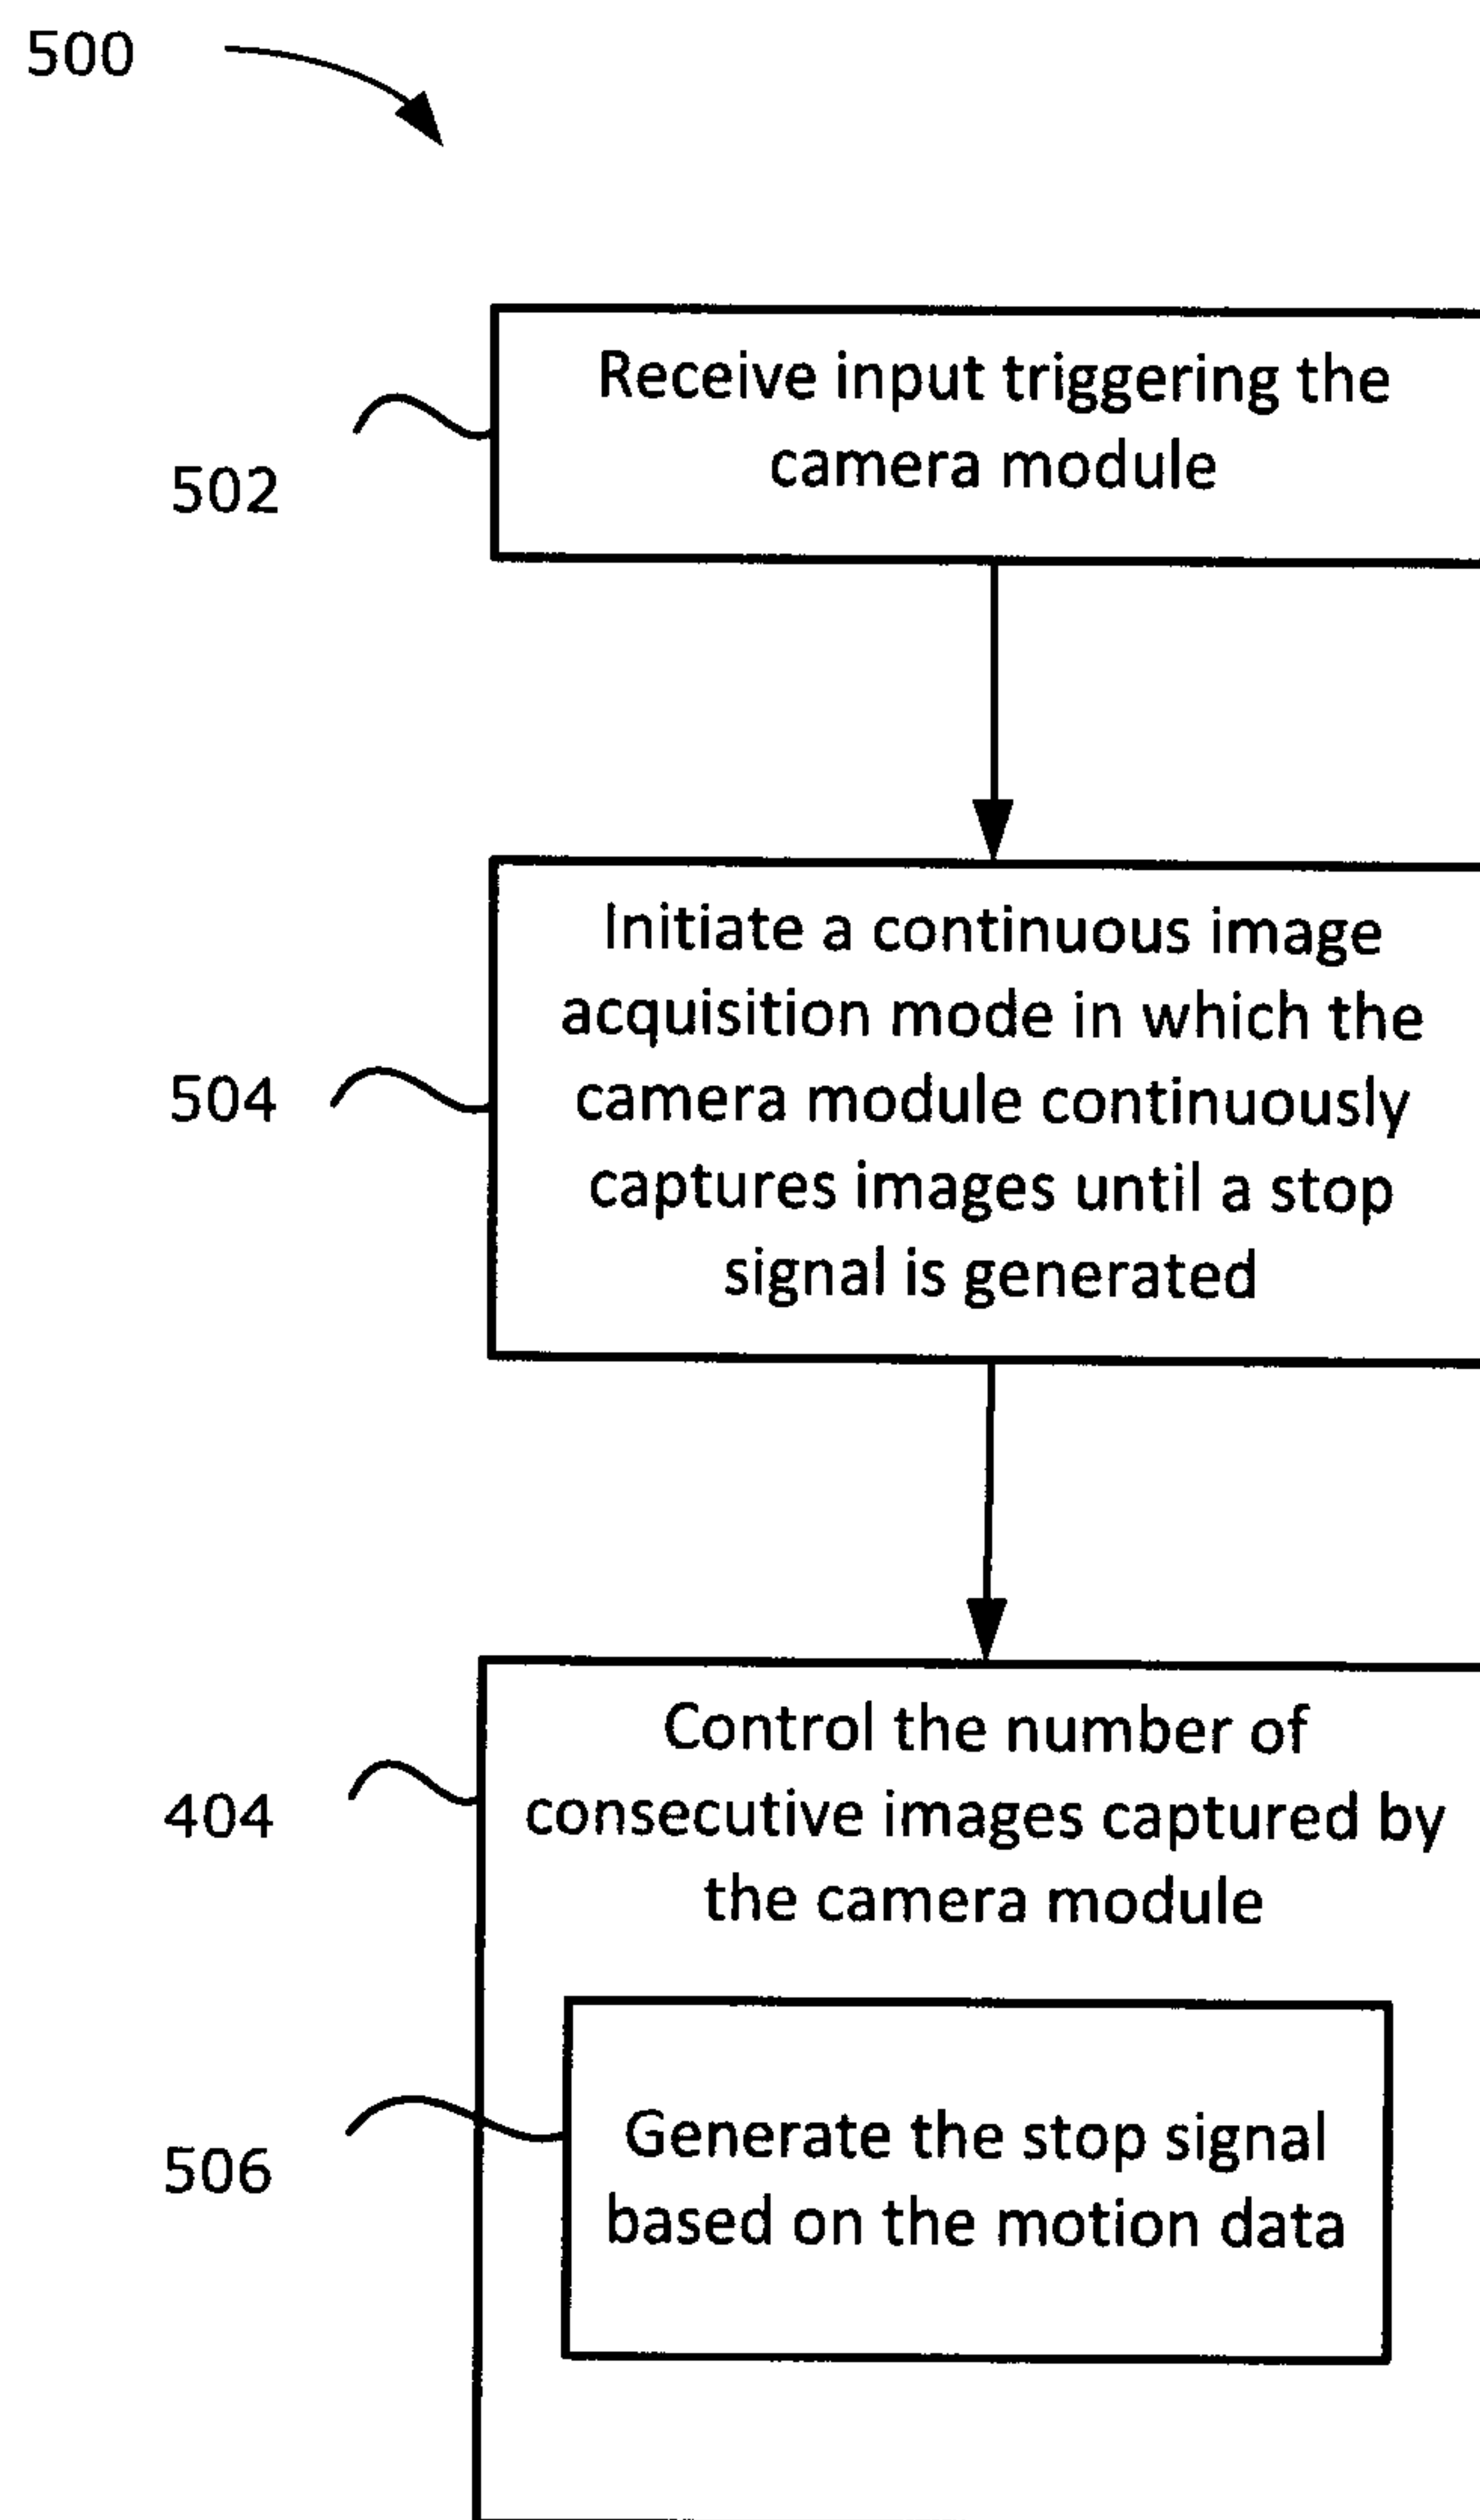 500
Receive input triggering the
camera module
502
Initiate a continuous image
acquisition mode in which the
camera module continuously
captures images until a stop
signal is generated
504
Control the number of
consecutive images captured by
the camera module
404
Generate the stop signal
based on the motion data
506